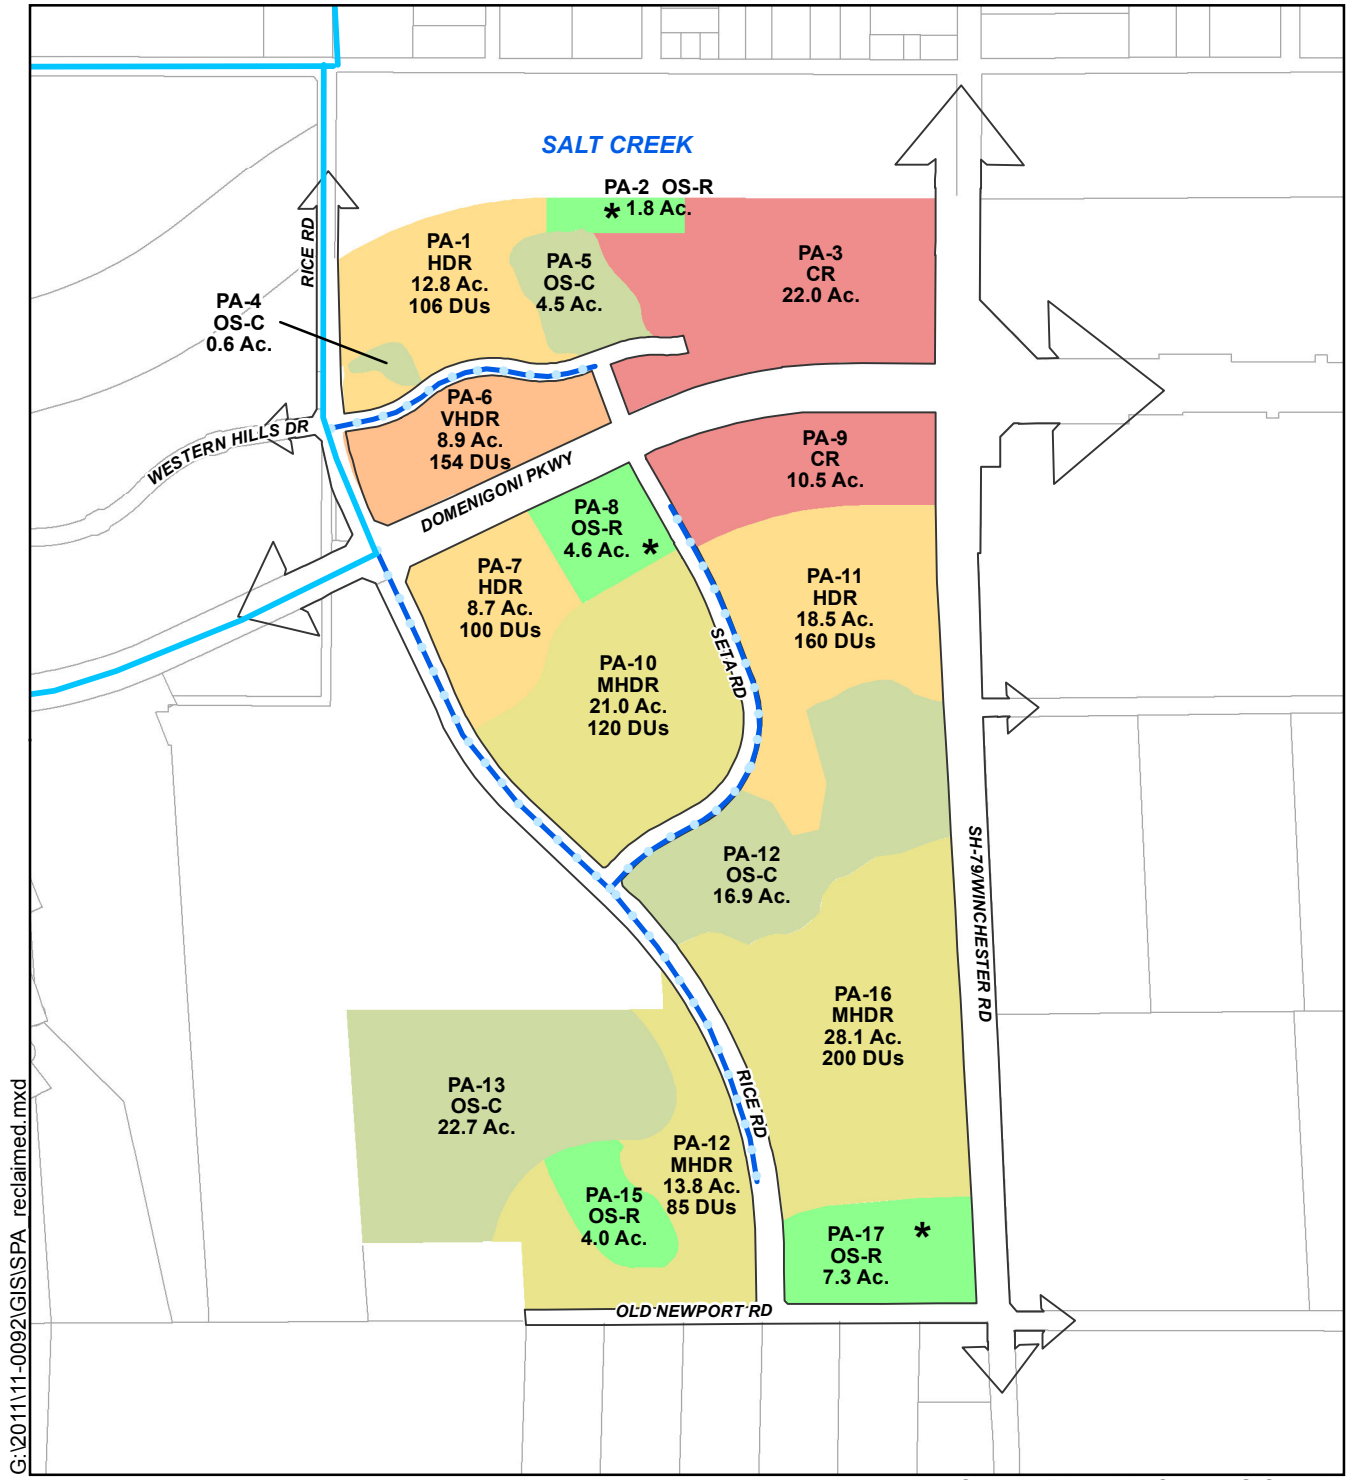 SALT CREEK
PA-2 OS-R
* 1.8 Ac.
RICE RD
PA-1
HDR
12.8 Ac.
106 DUs
PA-5
OS-C
4.5 Ac.
PA-3
CR
22.0 Ac.
PA-4
OS-C
0.6 Ac.
PA-6
VHDR
8.9 Ac.
154 DUs
WESTERN HILLS DR
DOMENIGONI PKWY
PA-9
CR
10.5 Ac.
PA-8
OS-R
4.6 Ac. *
PA-7
HDR
8.7 Ac.
100 DUs
PA-11
HDR
18.5 Ac.
160 DUs
SETA RD
PA-10
MHDR
21.0 Ac.
120 DUs
PA-12
OS-C
16.9 Ac.
SH-79/WINCHESTER RD
PA-16
MHDR
28.1 Ac.
200 DUs
PA-13
OS-C
22.7 Ac.
RICE RD
PA-12
MHDR
13.8 Ac.
85 DUs
PA-15
OS-R
4.0 Ac.
PA-17 *
OS-R
7.3 Ac.
OLD NEWPORT RD
G:\2011\11-0092\GIS\SPA_reclaimed.mxd